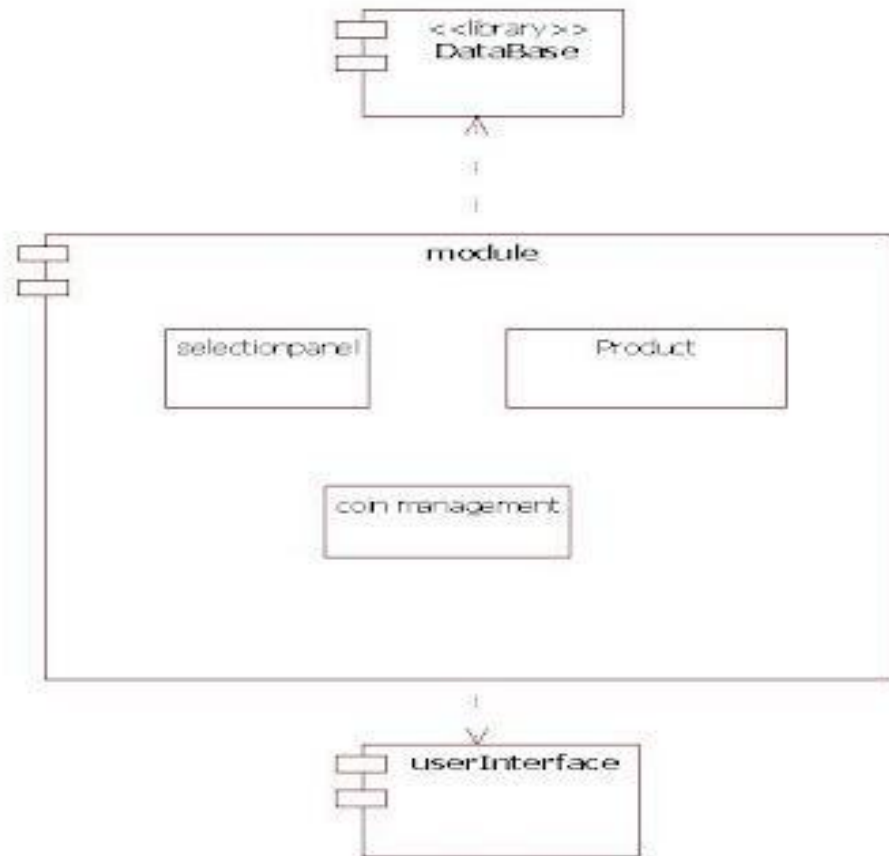 <<library>>
DataBase
module
selectionpanel
Product
coin management
userInterface